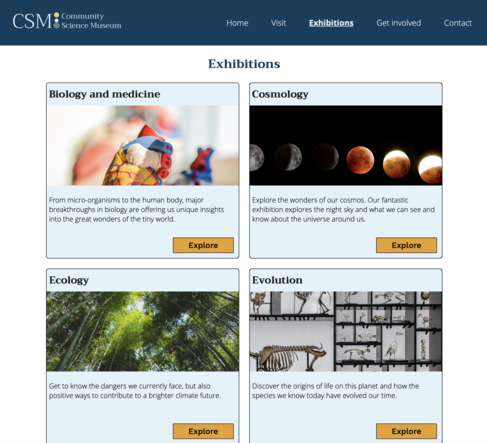 CSM Community
Science Museum
Home Visit Exhibitions Get involved Contact
Exhibitions
Biology and medicine
From micro-organisms to the human body, major
breakthroughs in biology are offering us unique insights
into the great wonders of the tiny world.
Explore
Cosmology
Explore the wonders of our cosmos. Our fantastic
exhibition explores the night sky and what we can see and
know about the universe around us.
Explore
Ecology
Get to know the dangers we currently face, but also
positive ways to contribute to a brighter climate future.
Explore
Evolution
Discover the origins of life on this planet and how the
species we know today have evolved our time.
Explore